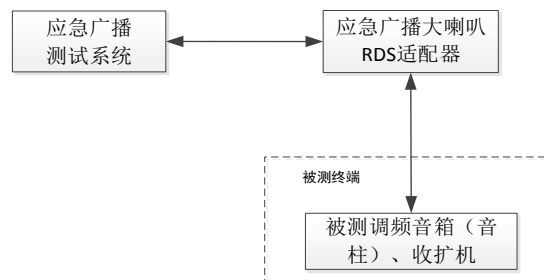 应急广播
测试系统
应急广播大喇叭
RDS适配器
被测终端
被测调频音箱（音
柱）、收扩机